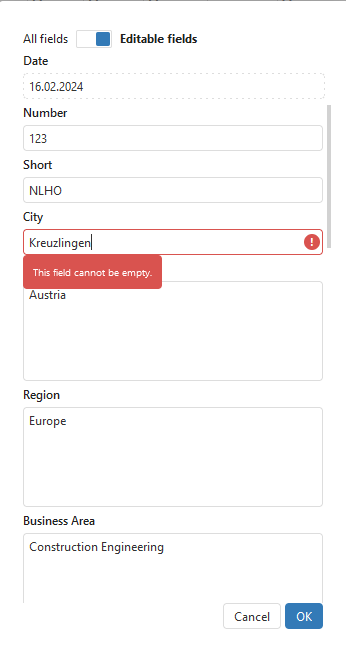 All fields Editable fields
Date
16.02.2024
Number
123
Short
NLHO
City
Kreuzlingen
This field cannot be empty.
Austria
Region
Europe
Business Area
Construction Engineering
Cancel OK